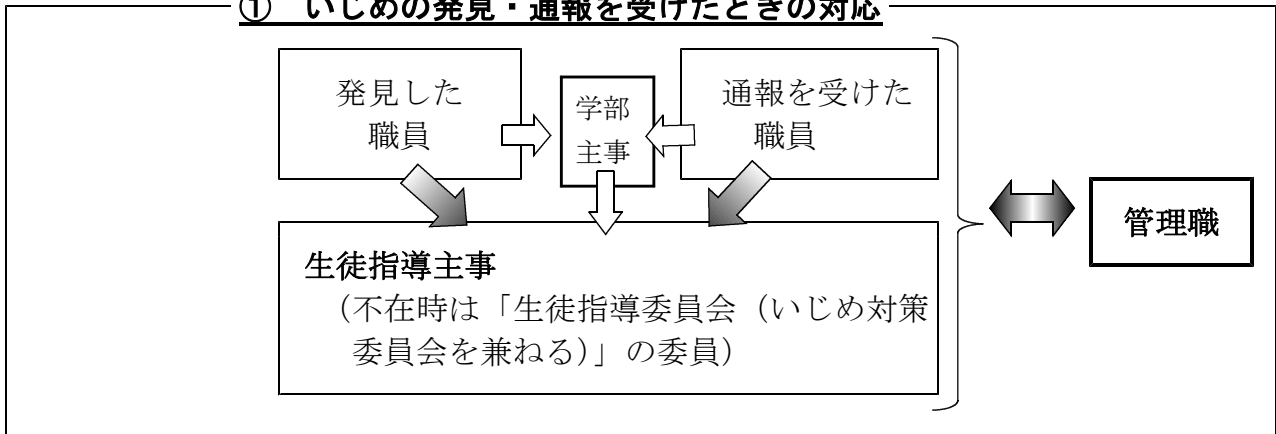 ① いじめの発見・通報を受けたときの対応
発見した
職員
学部
主事
通報を受けた
職員
生徒指導主事
（不在時は「生徒指導委員会（いじめ対策
委員会を兼ねる）」の委員）
管理職